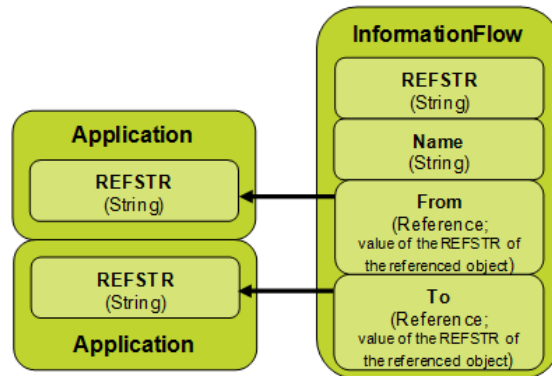 Application
REFSTR
(String)
REFSTR
(String)
Application
InformationFlow
REFSTR
(String)
Name
(String)
From
(Reference;
value of the REFSTR of
the referenced object)
To
(Reference;
value of the REFSTR of
the referenced object)